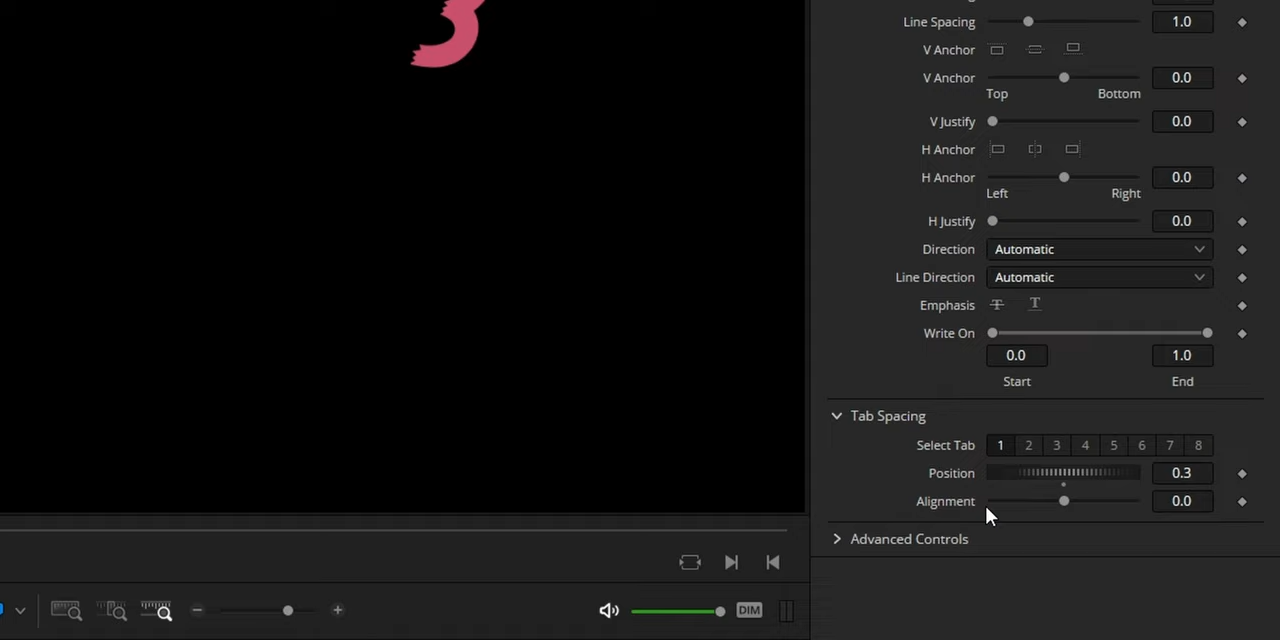 Line Spacing 1.0
V Anchor
V Anchor 0.0
Top Bottom
V Justify 0.0
H Anchor
H Anchor 0.0
Left Right
H Justify 0.0
Direction Automatic
Line Direction Automatic
Emphasis T T
Write On
0.0 1.0
Start End
Tab Spacing
Select Tab 1 2 3 4 5 6 7 8
Position 0.3
Alignment 0.0
Advanced Controls
DIM